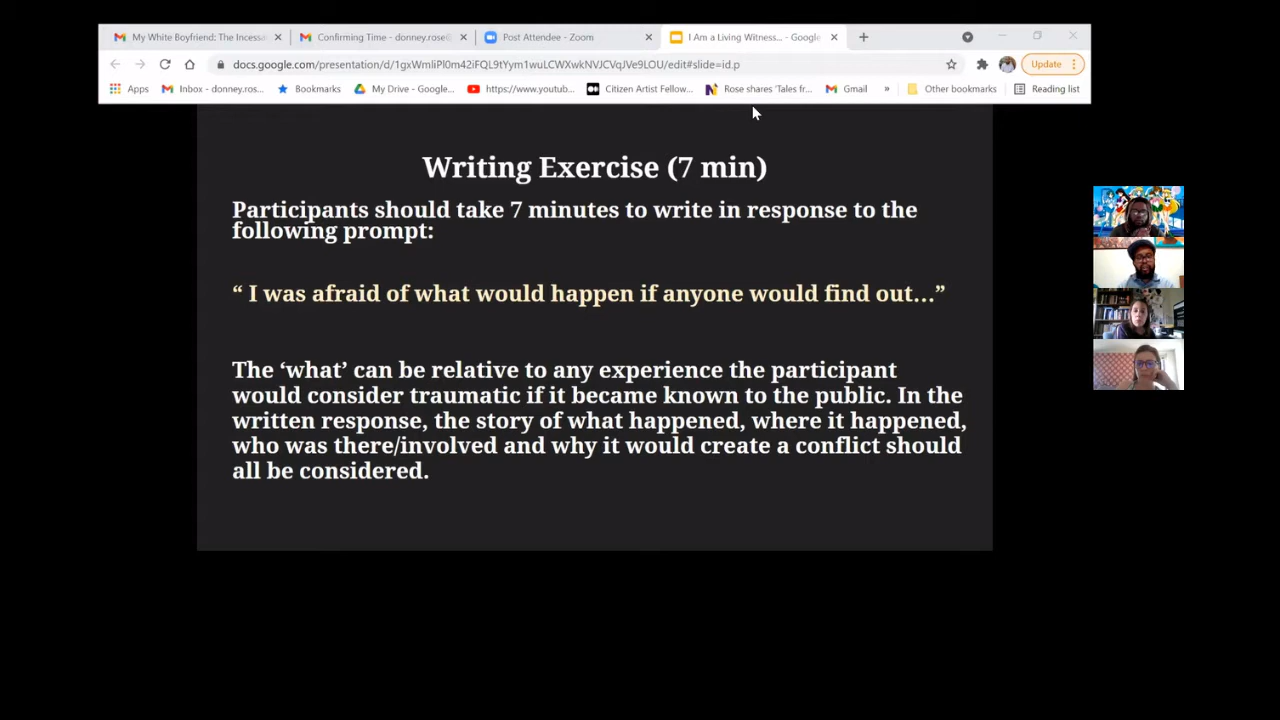 My White Boyfriend: The Incessa
Confirming Time - donney.rose@
Post Attendee - Zoom
I Am a Living Witness... - Google
docs.google.com/presentation/d/1gxWmliPl0m42iFQL9tYym1wuLCWXwkNVJCVqJVe9LOU/edit#slide=id.p
Update
Apps
Inbox - donney.ros...
Bookmarks
My Drive - Google...
https://www.youtub...
Citizen Artist Fellow...
Rose shares 'Tales fr...
Gmail
»
Other bookmarks
Reading list
Writing Exercise (7 min)
Participants should take 7 minutes to write in response to the
following prompt:
“ I was afraid of what would happen if anyone would find out...”
The ‘what’ can be relative to any experience the participant
would consider traumatic if it became known to the public. In the
written response, the story of what happened, where it happened,
who was there/involved and why it would create a conflict should
all be considered.